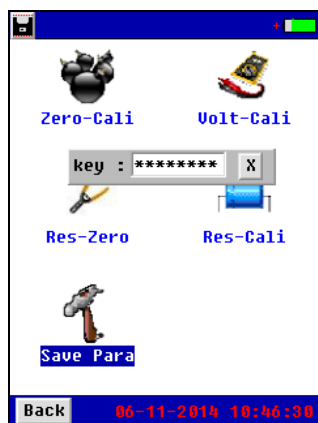 +
Zero-Cali Volt-Cali
key : ******** X
Res-Zero Res-Cali
Save Para
Back 06-11-2014 10:46:30